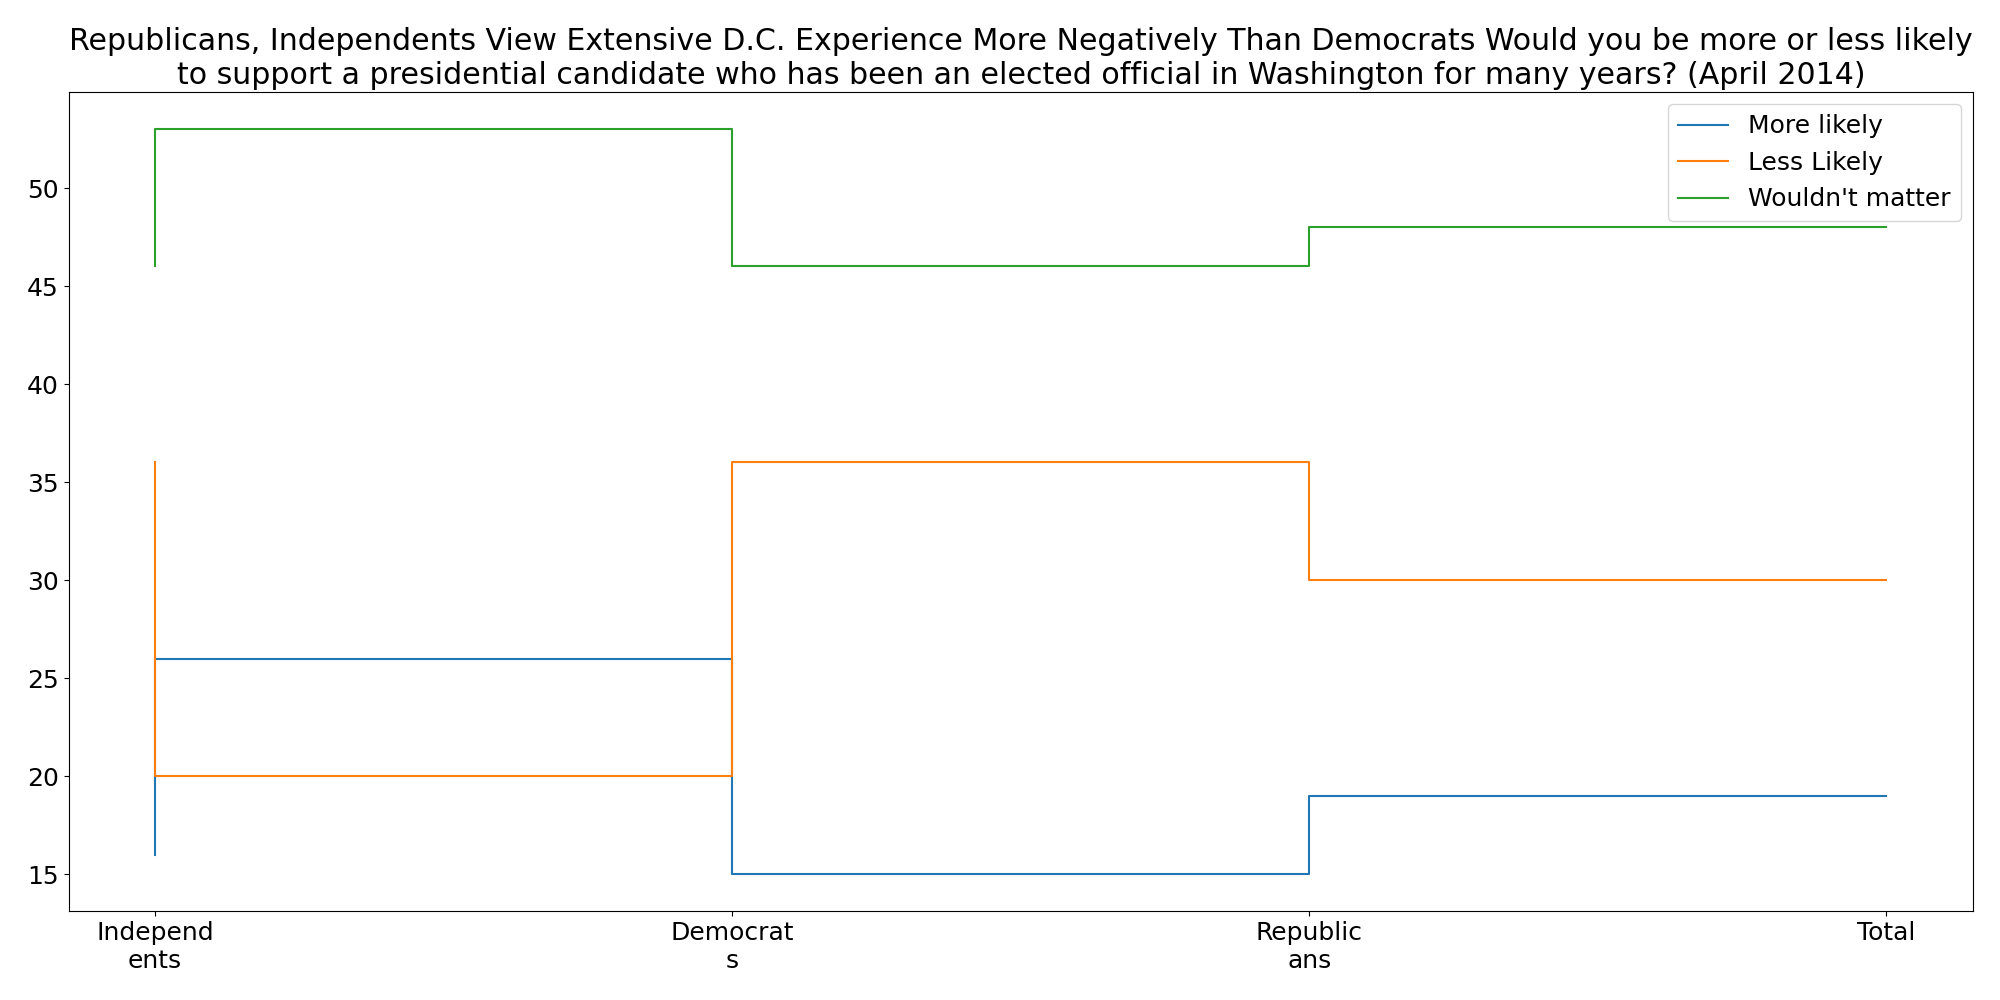 Republicans, Independents View Extensive D.C. Experience More Negatively Than Democrats Would you be more or less likely
to support a presidential candidate who has been an elected official in Washington for many years? (April 2014)
More likely
Less Likely
Wouldn't matter
50
45
40
35
30
25
20
15
Independ
ents
Democrat
s
Republic
ans
Total